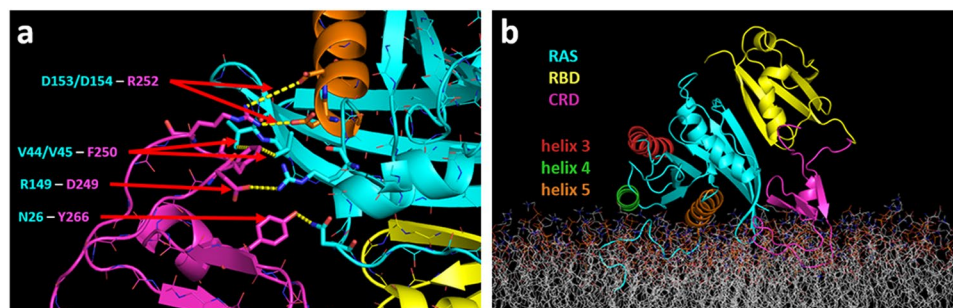 a
D153/D154 – R252
V44/V45 – F250
R149 – D249
N26 – Y266
b
RAS
RBD
CRD
helix 3
helix 4
helix 5